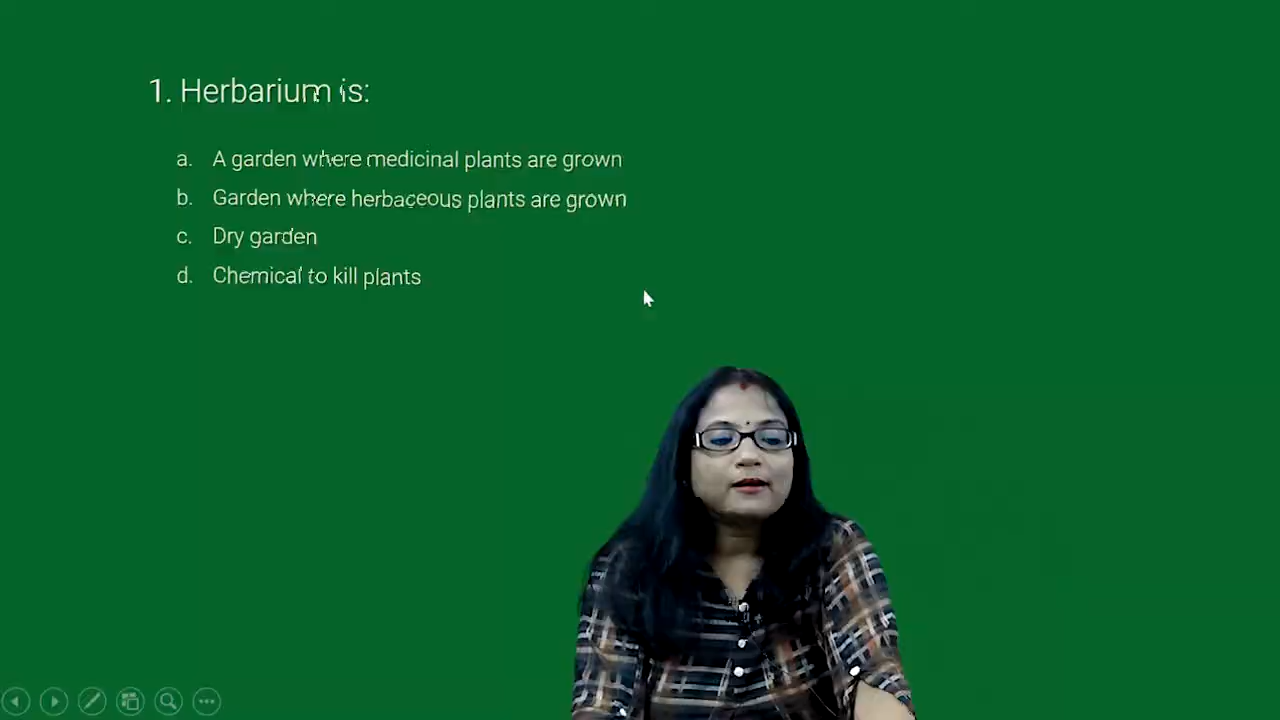 1. Herbarium is:
a. A garden where medicinal plants are grown
b. Garden where herbaceous plants are grown
c. Dry garden
d. Chemical to kill plants